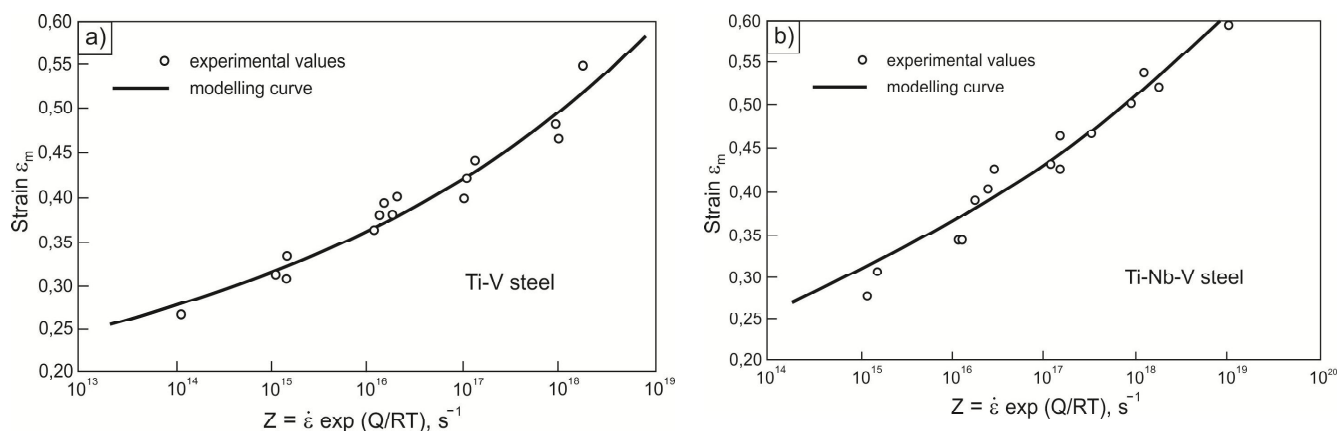 a)
experimental values
modelling curve
Ti-V steel
Strain εm
0,60
0,55
0,50
0,45
0,40
0,35
0,30
0,25
0,20
10^13 10^14 10^15 10^16 10^17 10^18 10^19
Z = ε̇ exp (Q/RT), s⁻¹
b)
experimental values
modelling curve
Ti-Nb-V steel
Strain εm
0,60
0,50
0,40
0,35
0,30
0,25
0,20
10^14 10^15 10^16 10^17 10^18 10^19 10^20
Z = ε̇ exp (Q/RT), s⁻¹